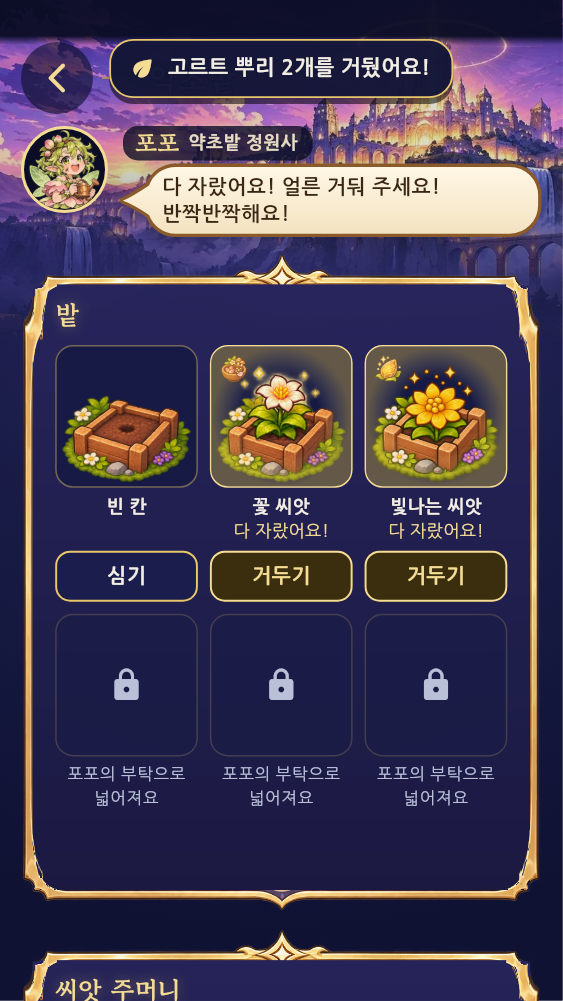 고르트 뿌리 2개를 거뒀어요!
포포 약초밭 정원사
다 자랐어요! 얼른 거둬 주세요!
반짝반짝해요!
밭
빈 칸
꽃 씨앗
빛나는 씨앗
다 자랐어요!
다 자랐어요!
심기
거두기
거두기
포포의 부탁으로
넓어져요
포포의 부탁으로
넓어져요
포포의 부탁으로
넓어져요
씨앗 주머니